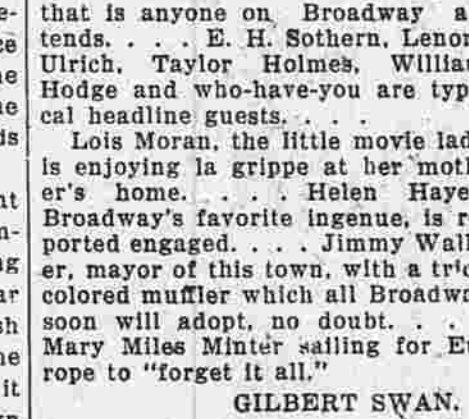 that is anyone on Broadway a
tends. . . . E. H. Sothern, Lenor
Ulrich, Taylor Holmes, Willia
Hodge and who-have-you are typ
cal headline guests. . . .
Lois Moran, the little movie lad
is enjoying la grippe at her moth
er's home. . . . Helen Haye
Broadway's favorite ingenue, is r
ported engaged. . . . Jimmy Walk
er, mayor of this town, with a tric
colored muffler which all Broadwa
soon will adopt, no doubt. . . .
Mary Miles Minter sailing for Eu
rope to "forget it all."
GILBERT SWAN.